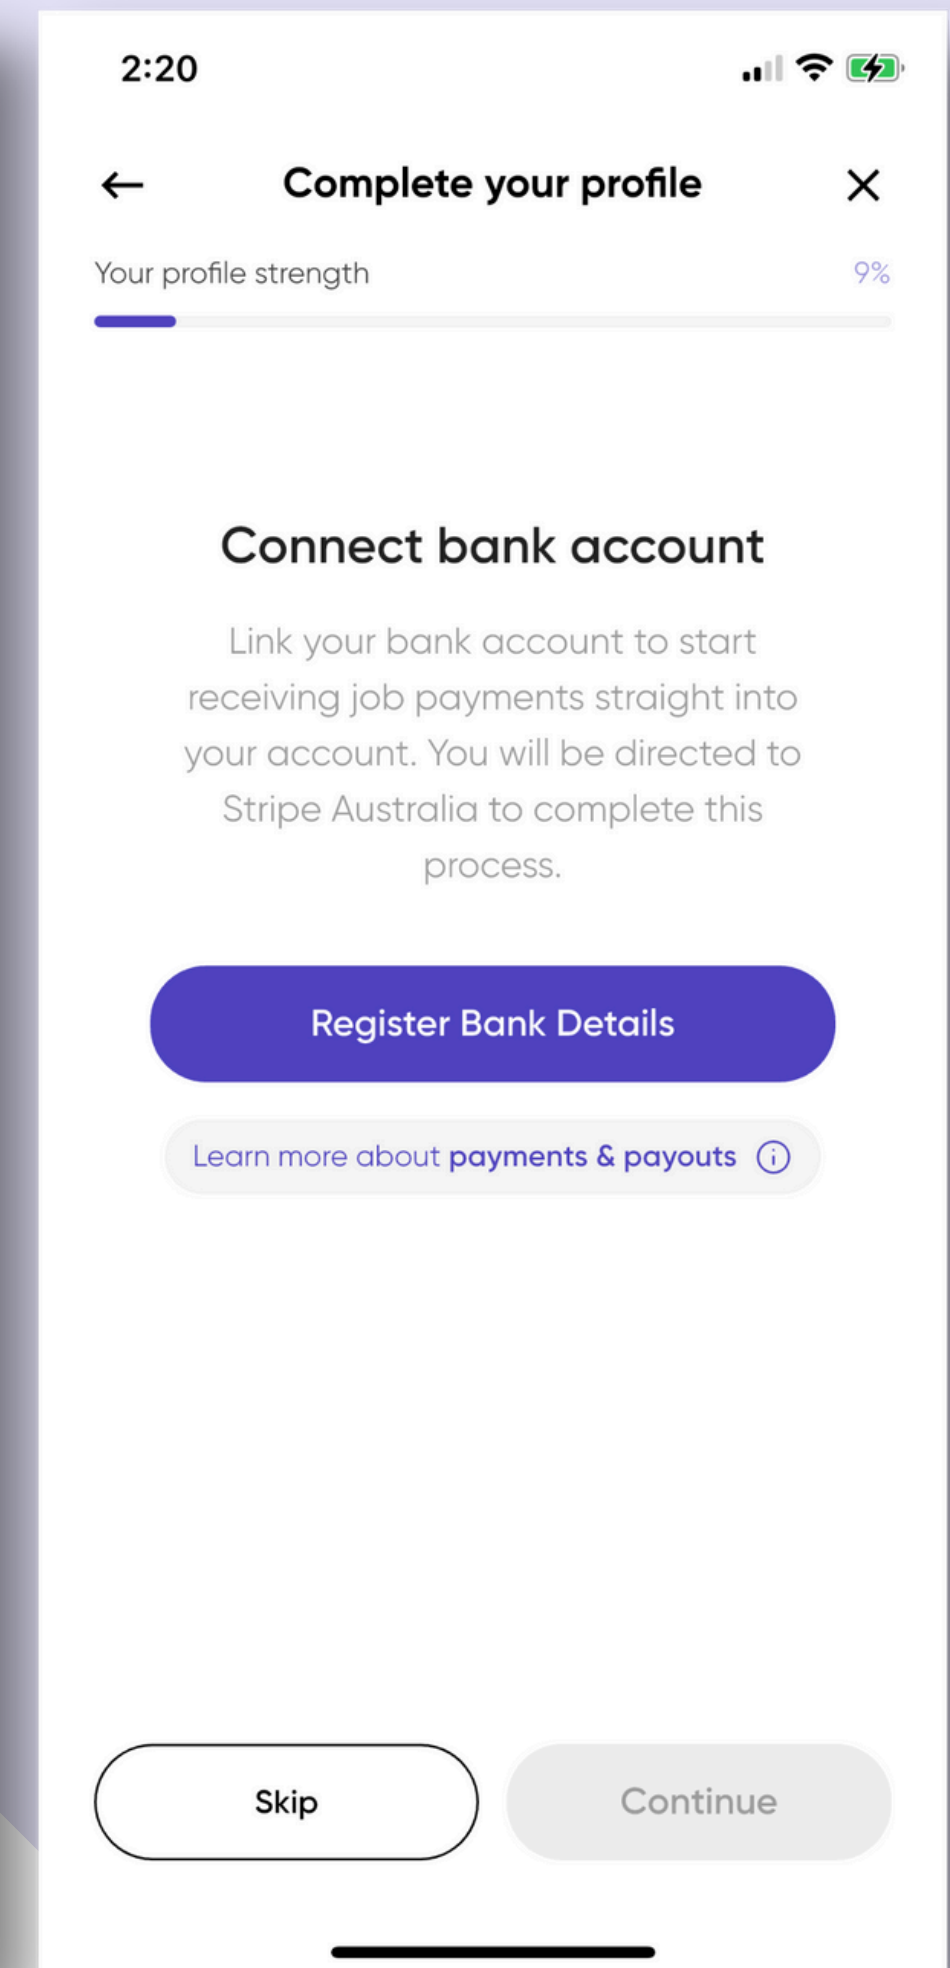 2:20
Complete your profile
Your profile strength 9%
Connect bank account
Link your bank account to start
receiving job payments straight into
your account. You will be directed to
Stripe Australia to complete this
process.
Register Bank Details
Learn more about payments & payouts
Skip Continue